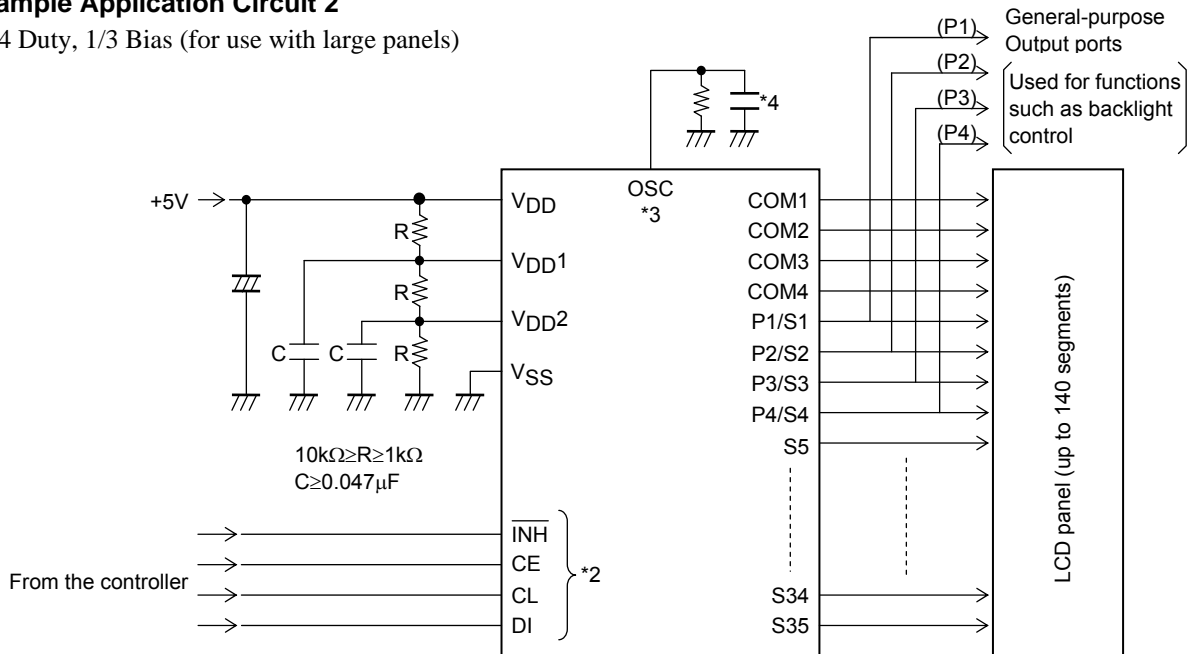 ample Application Circuit 2
4 Duty, 1/3 Bias (for use with large panels)
(P1)
General-purpose
Output ports
(P2)
(P3)
(P4)
Used for functions
such as backlight
control
*4
+5V
VDD
OSC
*3
COM1
R
COM2
VDD1
COM3
R
COM4
VDD2
P1/S1
C
C
R
P2/S2
VSS
P3/S3
P4/S4
S5
10kΩ≥R≥1kΩ
C≥0.047μF
LCD panel (up to 140 segments)
From the controller
INH
CE
CL
DI
*2
S34
S35